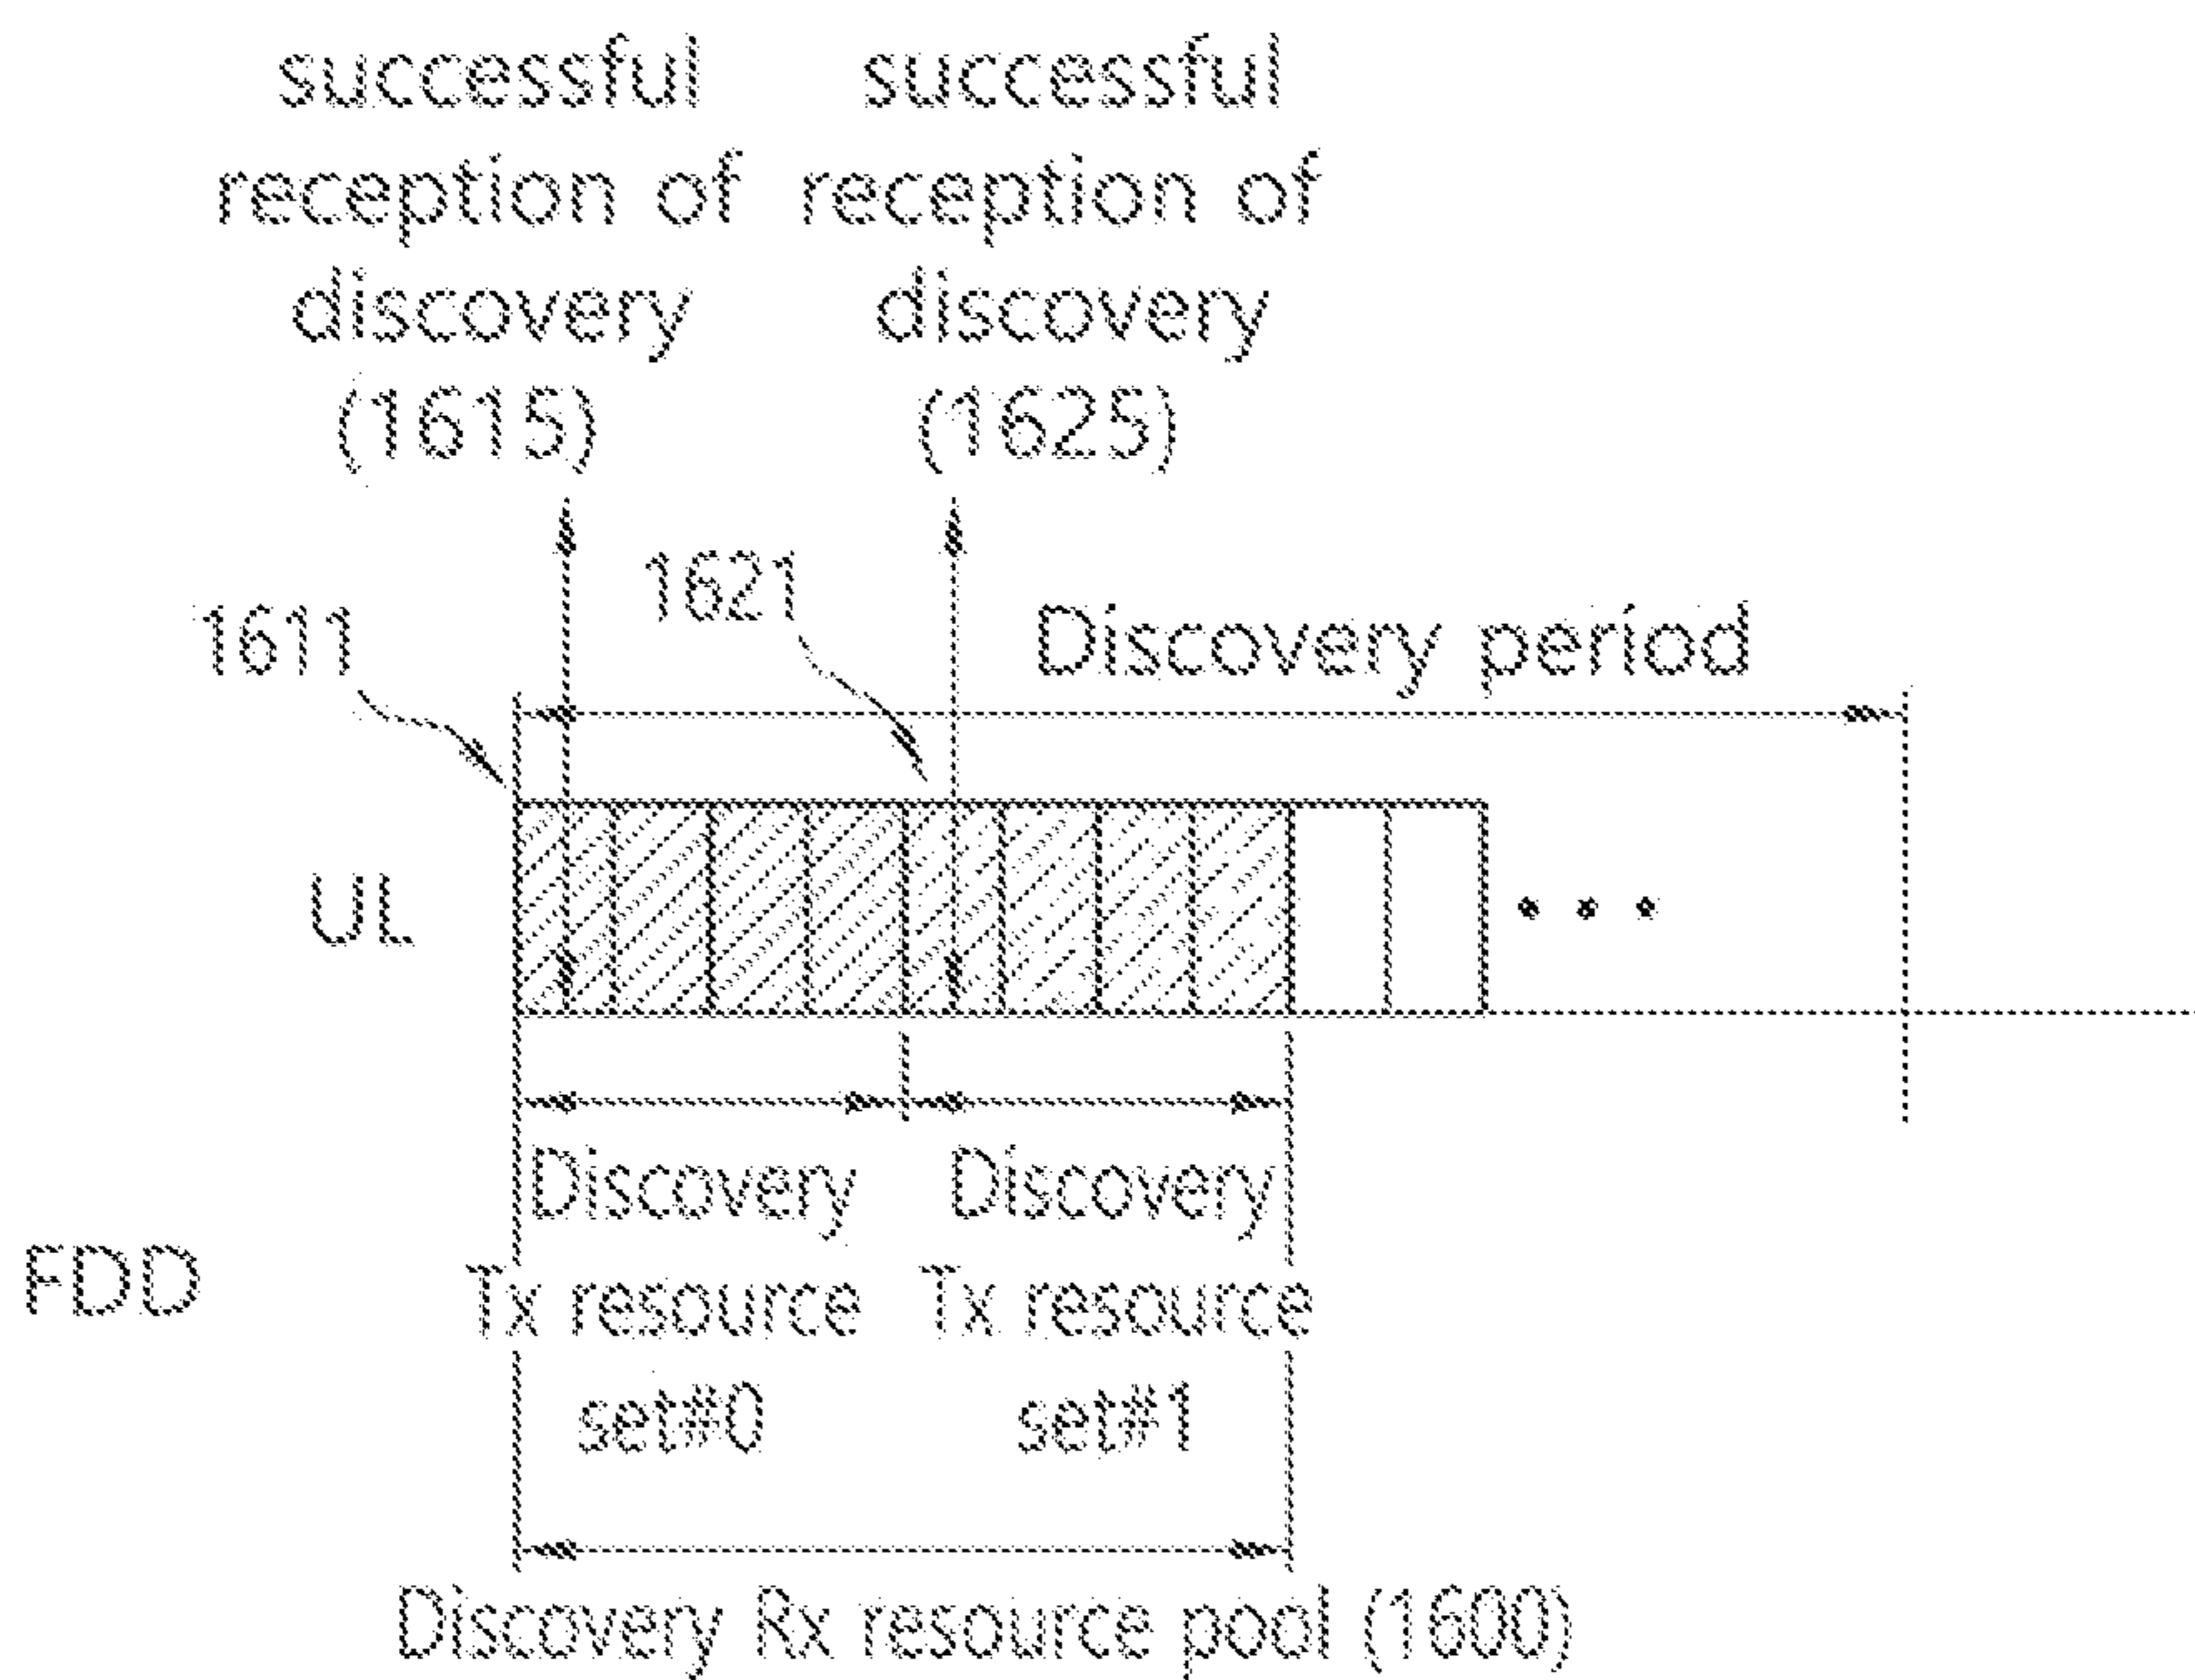 successful
reception of
discovery
(1615)
successful
reception of
discovery
(1625)
1611
1621
Discovery period
UL
...
FDD
Discovery
Tx resource
set#0
Discovery
Tx resource
set#1
Discovery Rx resource pool (1600)